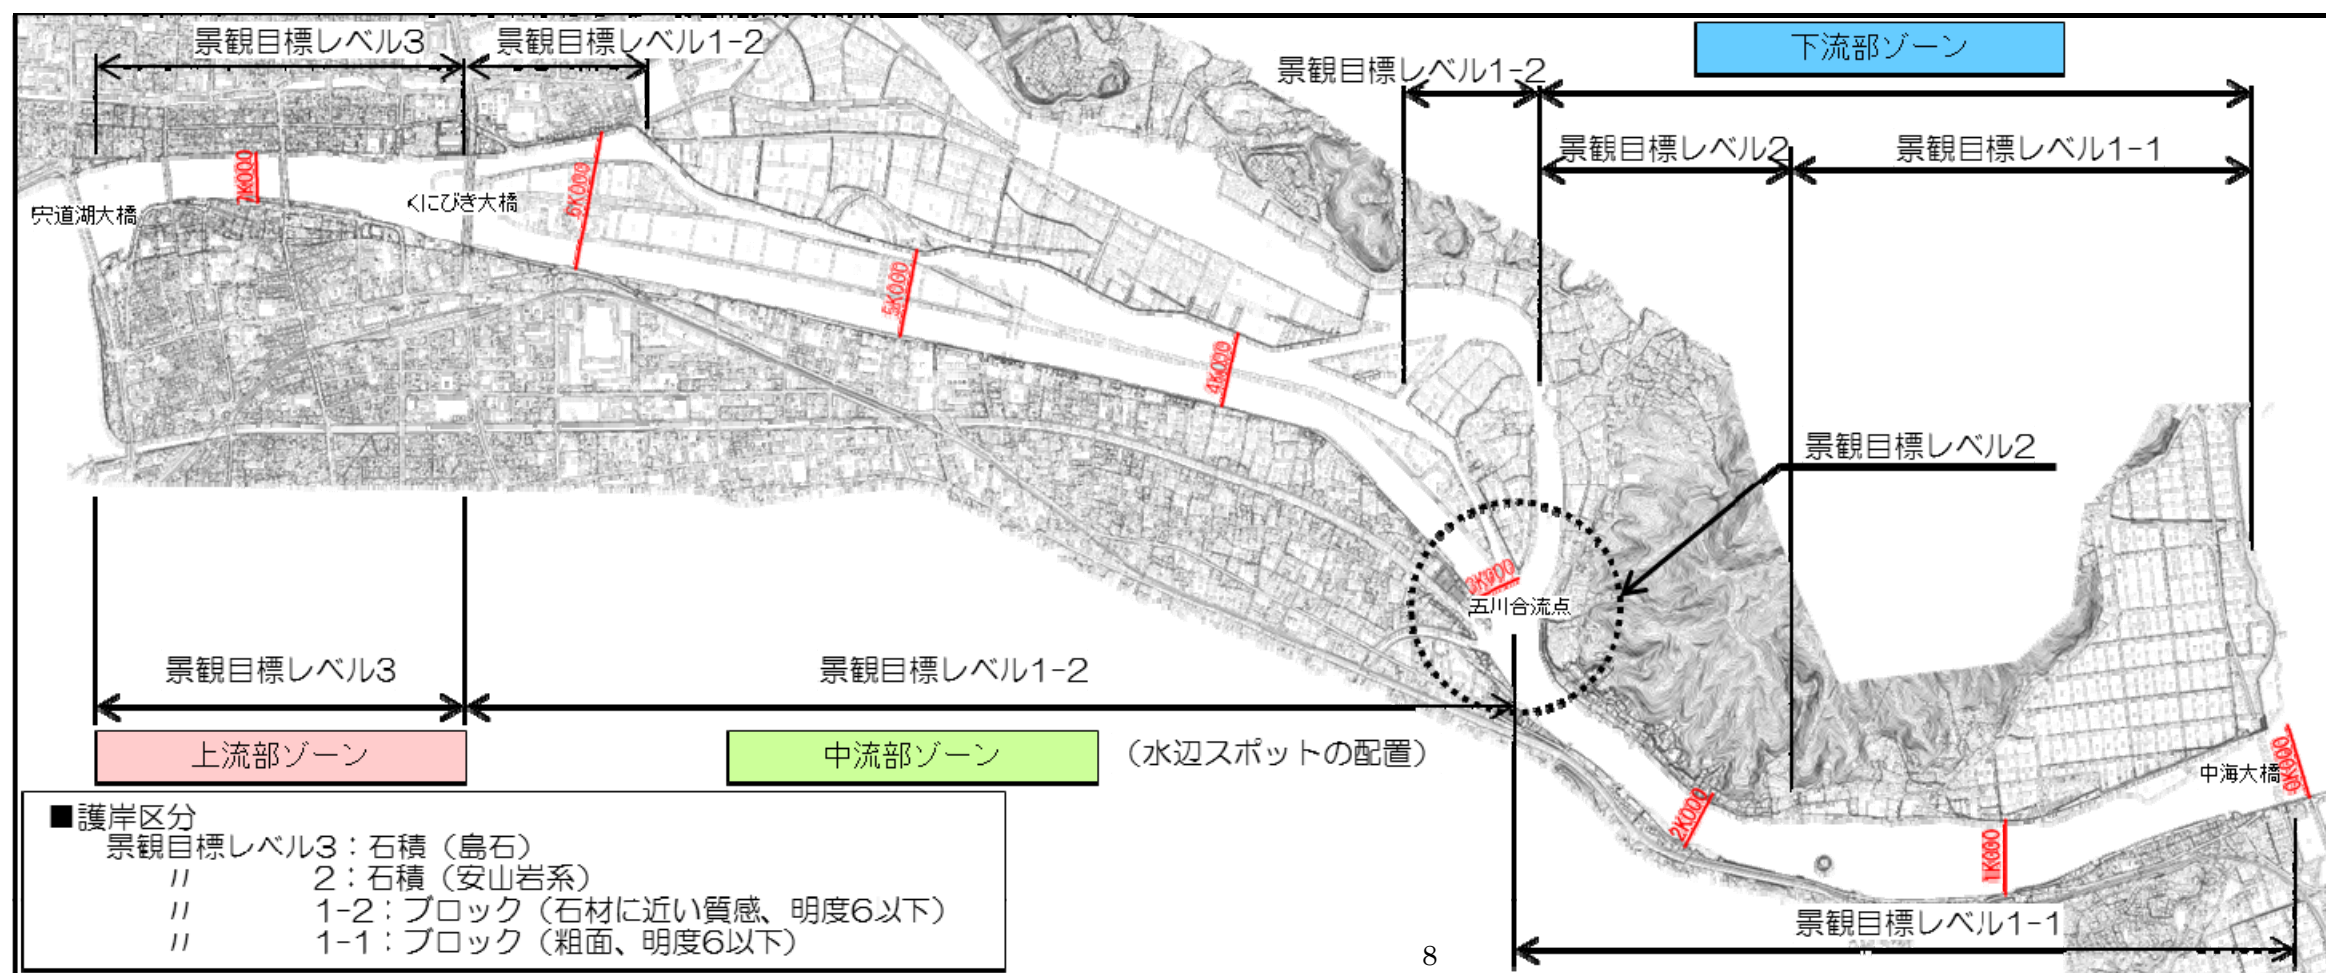 景観目標レベル3
景観目標レベル1-2
下流部ゾーン
景観目標レベル1-2
景観目標レベル2
景観目標レベル1-1
7K000
6K000
宍道湖大橋
くにびき大橋
5K000
4K000
景観目標レベル2
3K000
五川合流点
景観目標レベル3
景観目標レベル1-2
上流部ゾーン
中流部ゾーン
（水辺スポットの配置）
中海大橋
0K000
2K000
1K000
■護岸区分
景観目標レベル3：石積（島石）
〃 2：石積（安山岩系）
〃 1-2：ブロック（石材に近い質感、明度6以下）
〃 1-1：ブロック（粗面、明度6以下）
景観目標レベル1-1
8